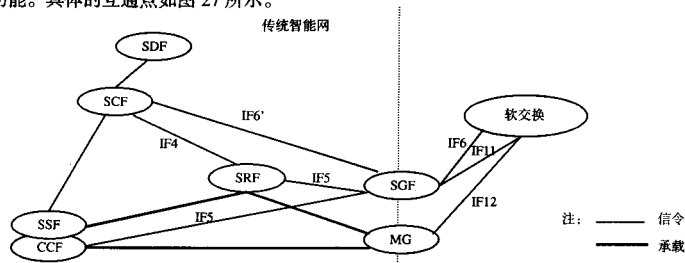 功能。具体的互通点如图 27 所示。
传统智能网
SDF
SCF
IF6’
软交换
IF4
IF6
IF11
SRF
IF5
SGF
IF12
SSF
IF5
注：
信令
CCF
MG
承载